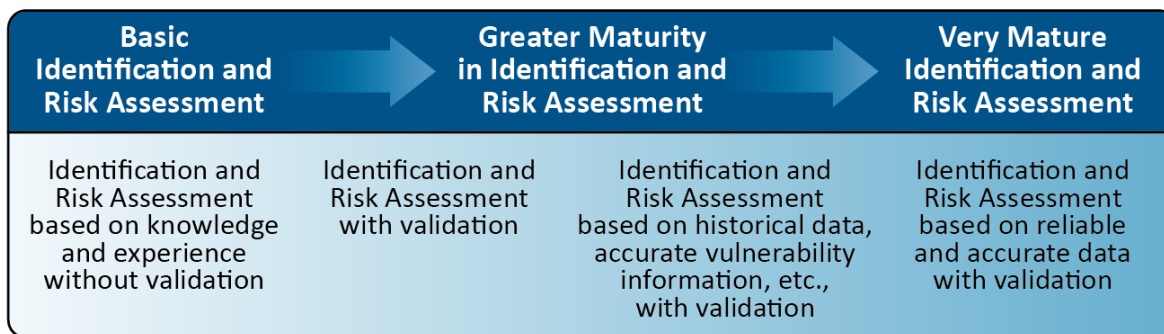 Basic
Identification and
Risk Assessment
Greater Maturity
in Identification and
Risk Assessment
Very Mature
Identification and
Risk Assessment
Identification and
Risk Assessment
based on knowledge
and experience
without validation
Identification and
Risk Assessment
with validation
Identification and
Risk Assessment
based on historical data,
accurate vulnerability
information, etc.,
with validation
Identification and
Risk Assessment
based on reliable
and accurate data
with validation